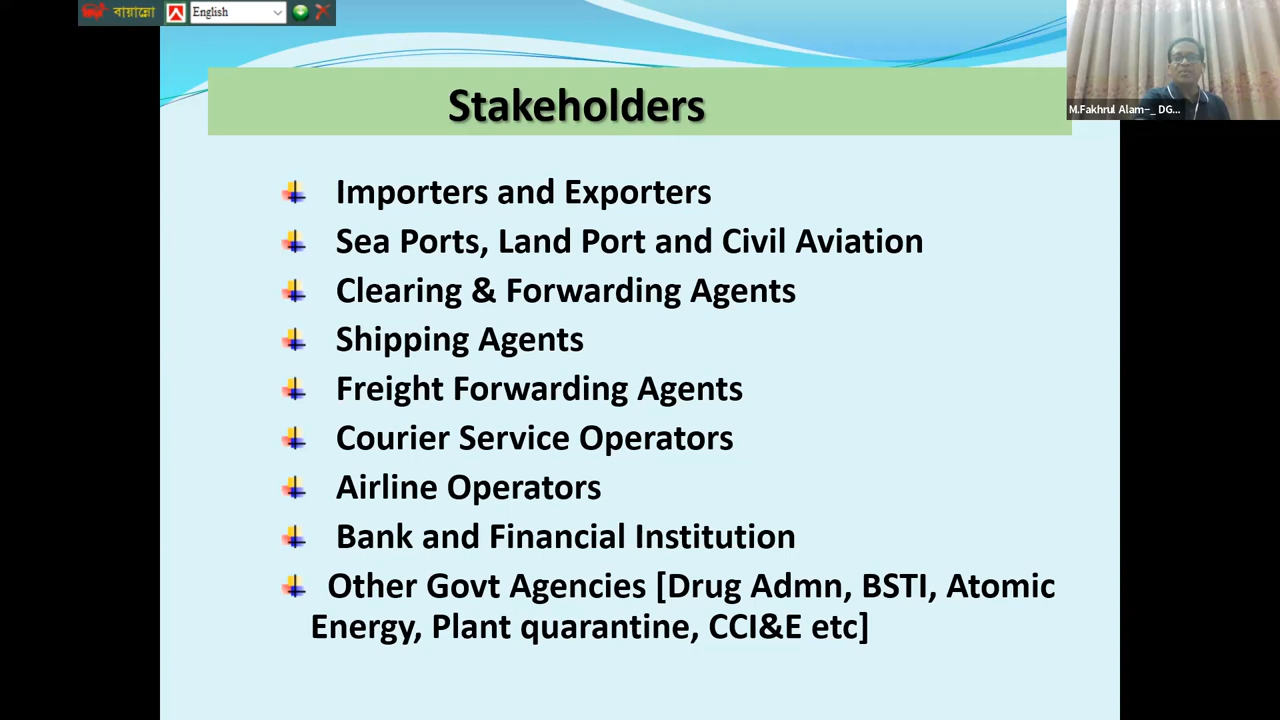 বায়ান্নো
English
M.Fakhrul Alam-_ DG...
Stakeholders
Importers and Exporters
Sea Ports, Land Port and Civil Aviation
Clearing & Forwarding Agents
Shipping Agents
Freight Forwarding Agents
Courier Service Operators
Airline Operators
Bank and Financial Institution
Other Govt Agencies [Drug Admn, BSTI, Atomic
Energy, Plant quarantine, CCI&E etc]